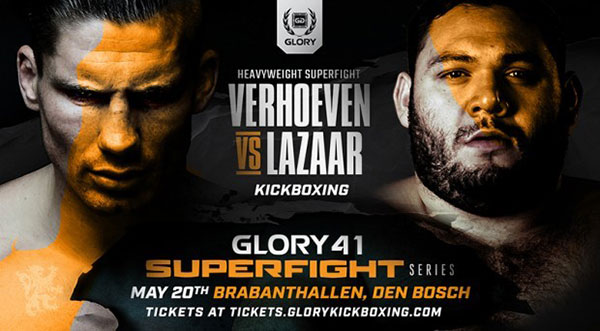 GLORY
HEAVYWEIGHT SUPERFIGHT
VERHOEVEN
VS LAZAAR
KICKBOXING
GLORY 41
SUPERFIGHT SERIES
MAY 20TH BRABANTHALLEN, DEN BOSCH
TICKETS AT TICKETS.GLORYKICKBOXING.COM